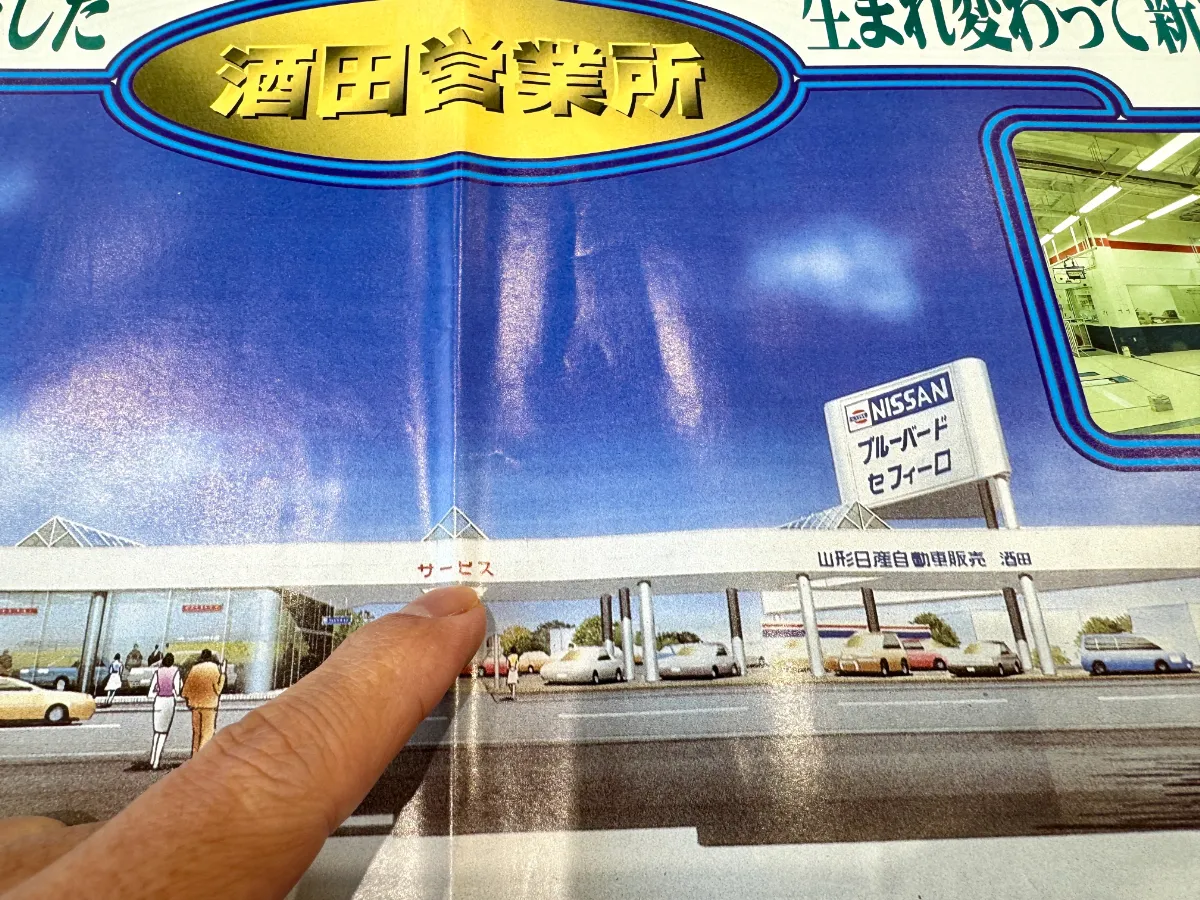 した
酒田営業所
生まれ変わって新
NISSAN
ブルーバード
セフィーロ
サービス
山形日産自動車販売 酒田